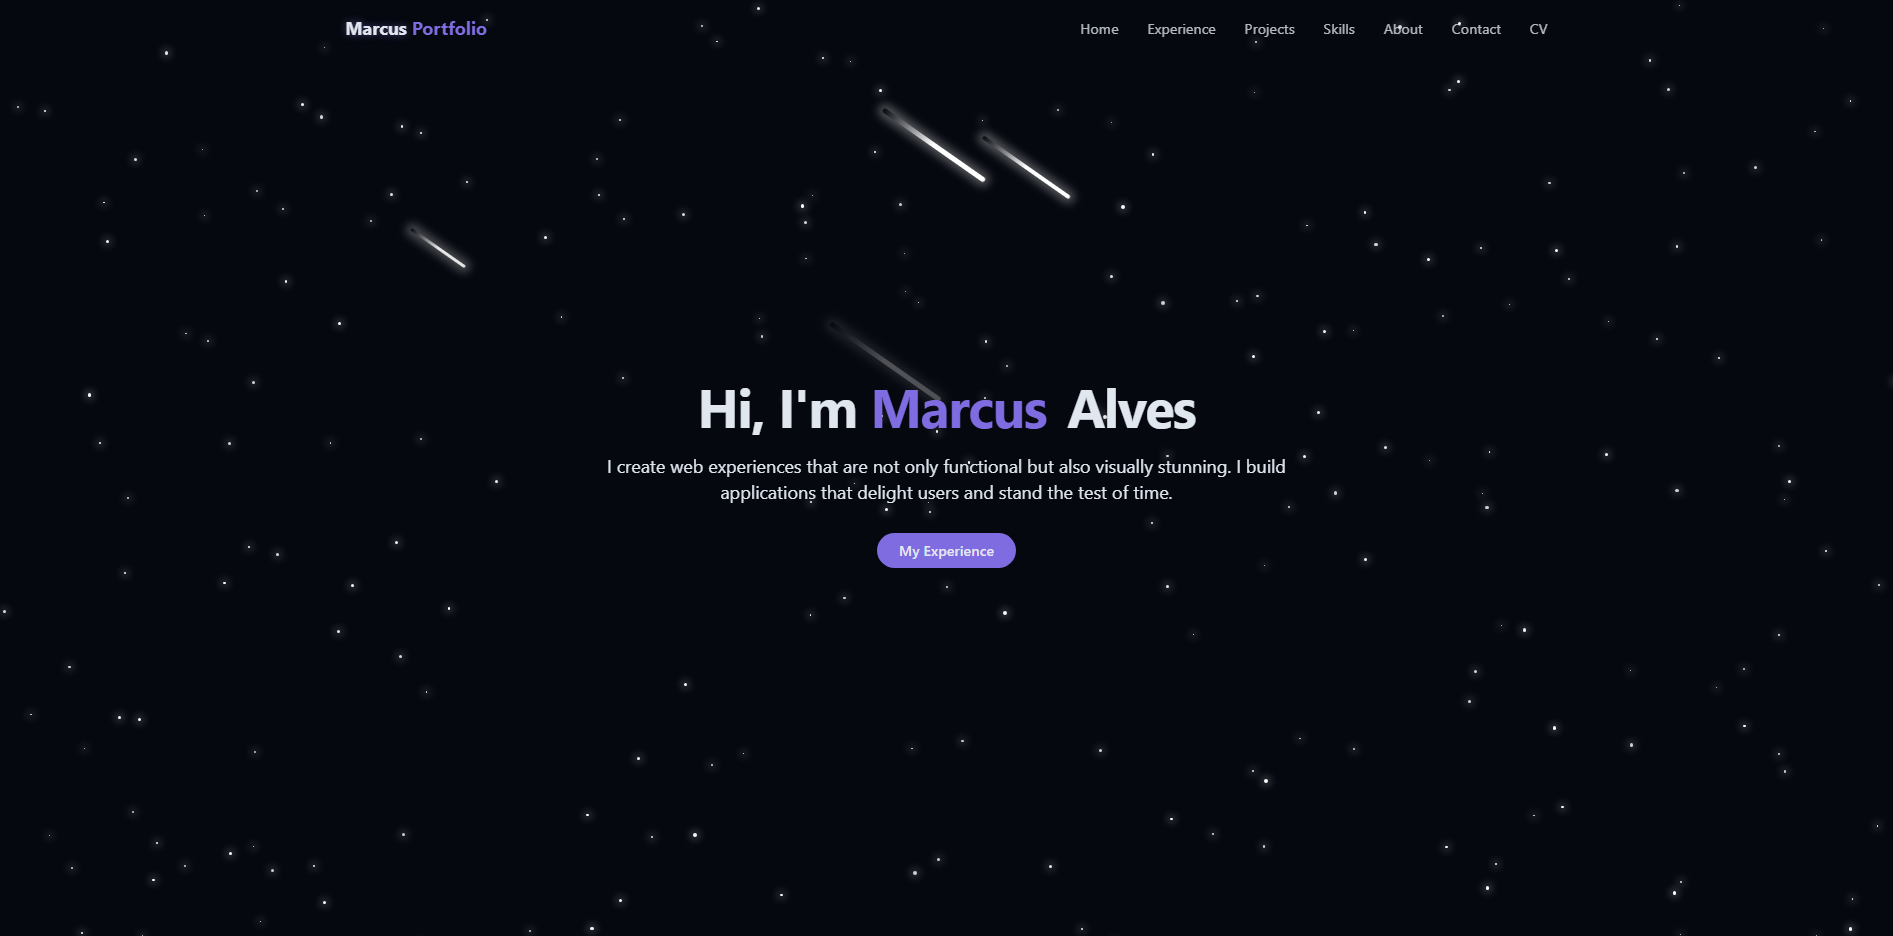 Marcus Portfolio
Home Experience Projects Skills About Contact CV
Hi, I'm Marcus Alves
I create web experiences that are not only functional but also visually stunning. I build
applications that delight users and stand the test of time.
My Experience